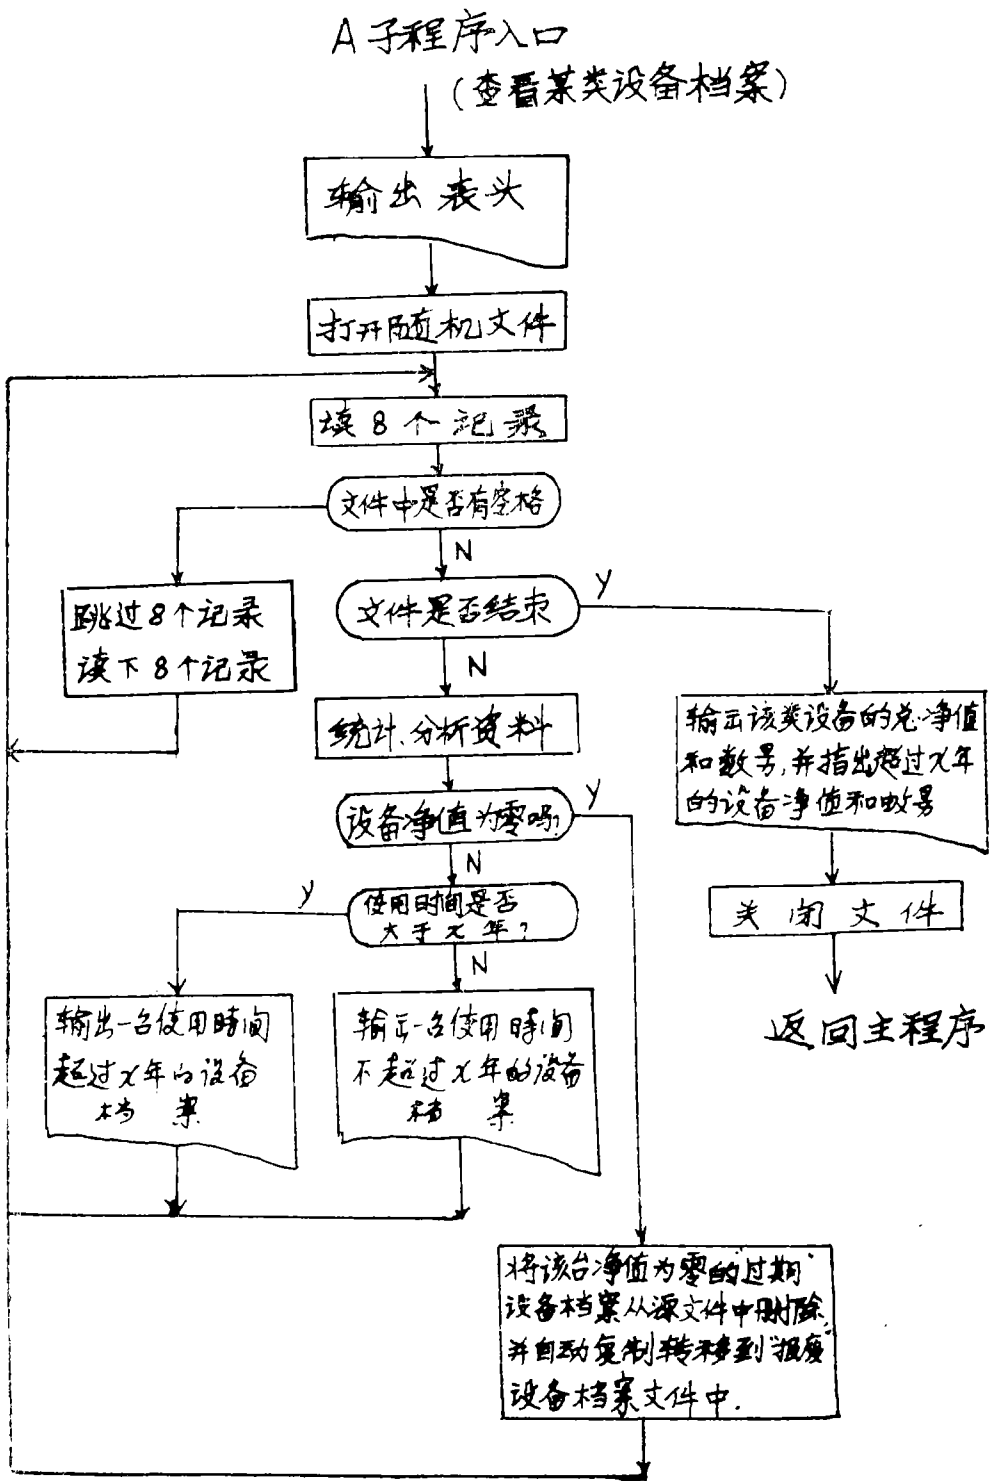 A子程序入口
(查看某类设备档案)
输出表头
打开随机文件
读8个记录
文件中是否有空格
N
跳过8个记录
读下8个记录
文件是否结束
Y
N
统计、分析资料
输出该类设备的总净值
和数量,并指出超过X年
的设备净值和数量
设备净值为零吗?
Y
N
关闭文件
使用时间是否
大于X年?
Y
N
返回主程序
输出一台使用時间
超过X年的设备
档案
输出一台使用時间
不超过X年的设备
档案
将该台净值为零的“过期”
设备档案从源文件中删除,
并自动复制转移到“报废”
设备档案文件中.